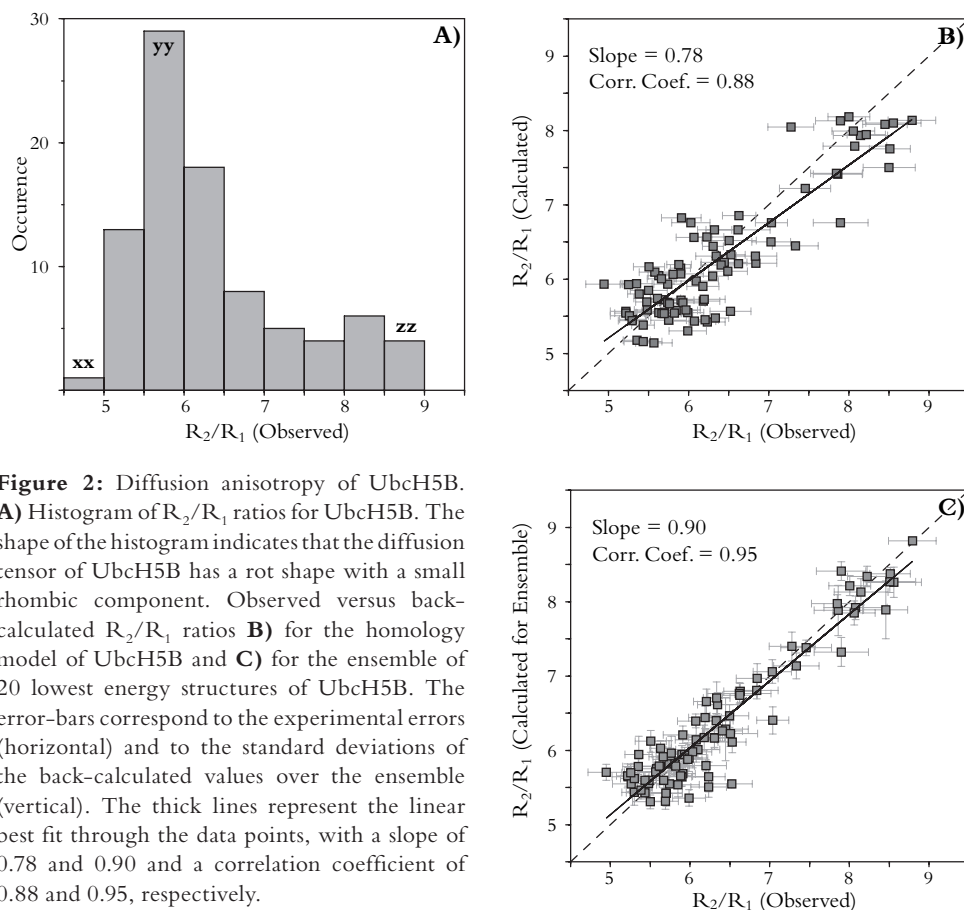 A)
30
20
10
Occurence
yy
xx
zz
5 6 7 8 9
R₂/R₁ (Observed)
B)
Slope = 0.78
Corr. Coef. = 0.88
9
8
7
6
5
R₂/R₁ (Calculated)
5 6 7 8 9
R₂/R₁ (Observed)
Figure 2: Diffusion anisotropy of UbcH5B.
A) Histogram of R₂/R₁ ratios for UbcH5B. The
shape of the histogram indicates that the diffusion
tensor of UbcH5B has a rot shape with a small
rhombic component. Observed versus back-
calculated R₂/R₁ ratios B) for the homology
model of UbcH5B and C) for the ensemble of
20 lowest energy structures of UbcH5B. The
error-bars correspond to the experimental errors
(horizontal) and to the standard deviations of
the back-calculated values over the ensemble
(vertical). The thick lines represent the linear
best fit through the data points, with a slope of
0.78 and 0.90 and a correlation coefficient of
0.88 and 0.95, respectively.
C)
Slope = 0.90
Corr. Coef. = 0.95
9
8
7
6
5
R₂/R₁ (Calculated for Ensemble)
5 6 7 8 9
R₂/R₁ (Observed)